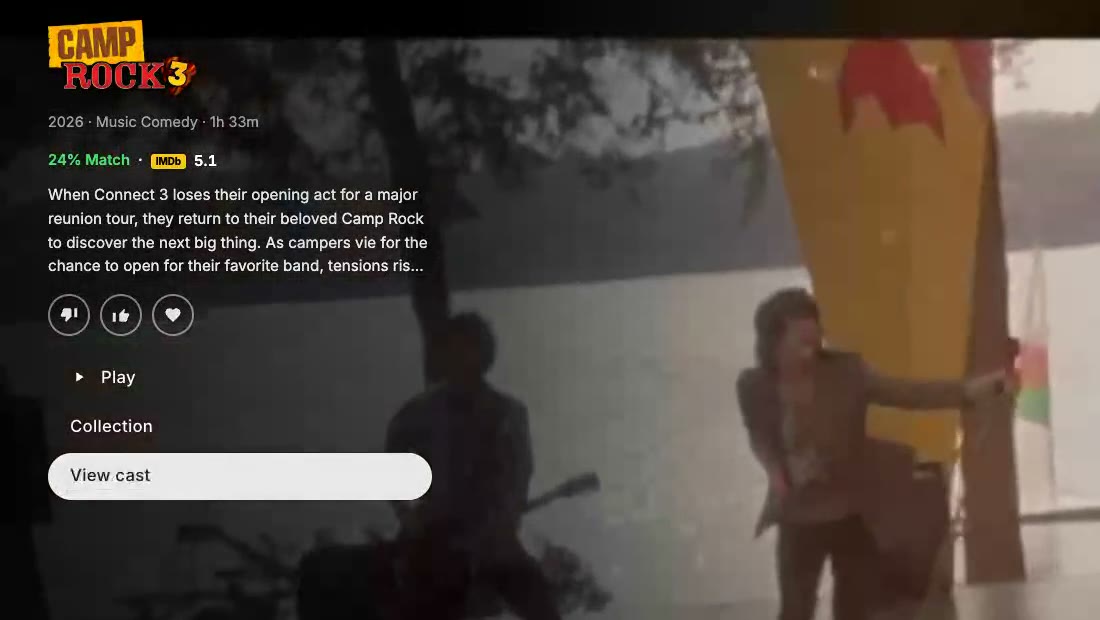 CAMP
ROCK 3
2026 · Music Comedy · 1h 33m
24% Match · IMDb 5.1
When Connect 3 loses their opening act for a major
reunion tour, they return to their beloved Camp Rock
to discover the next big thing. As campers vie for the
chance to open for their favorite band, tensions ris...
Play
Collection
View cast